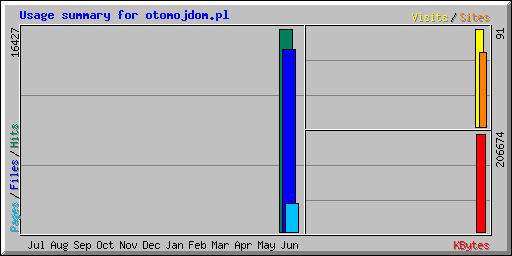 Usage summary for otomojdom.pl
Visits/Sites
16427
91
Pages/Files/Hits
206674
Jul Aug Sep Oct Nov Dec Jan Feb Mar Apr May Jun
KBytes